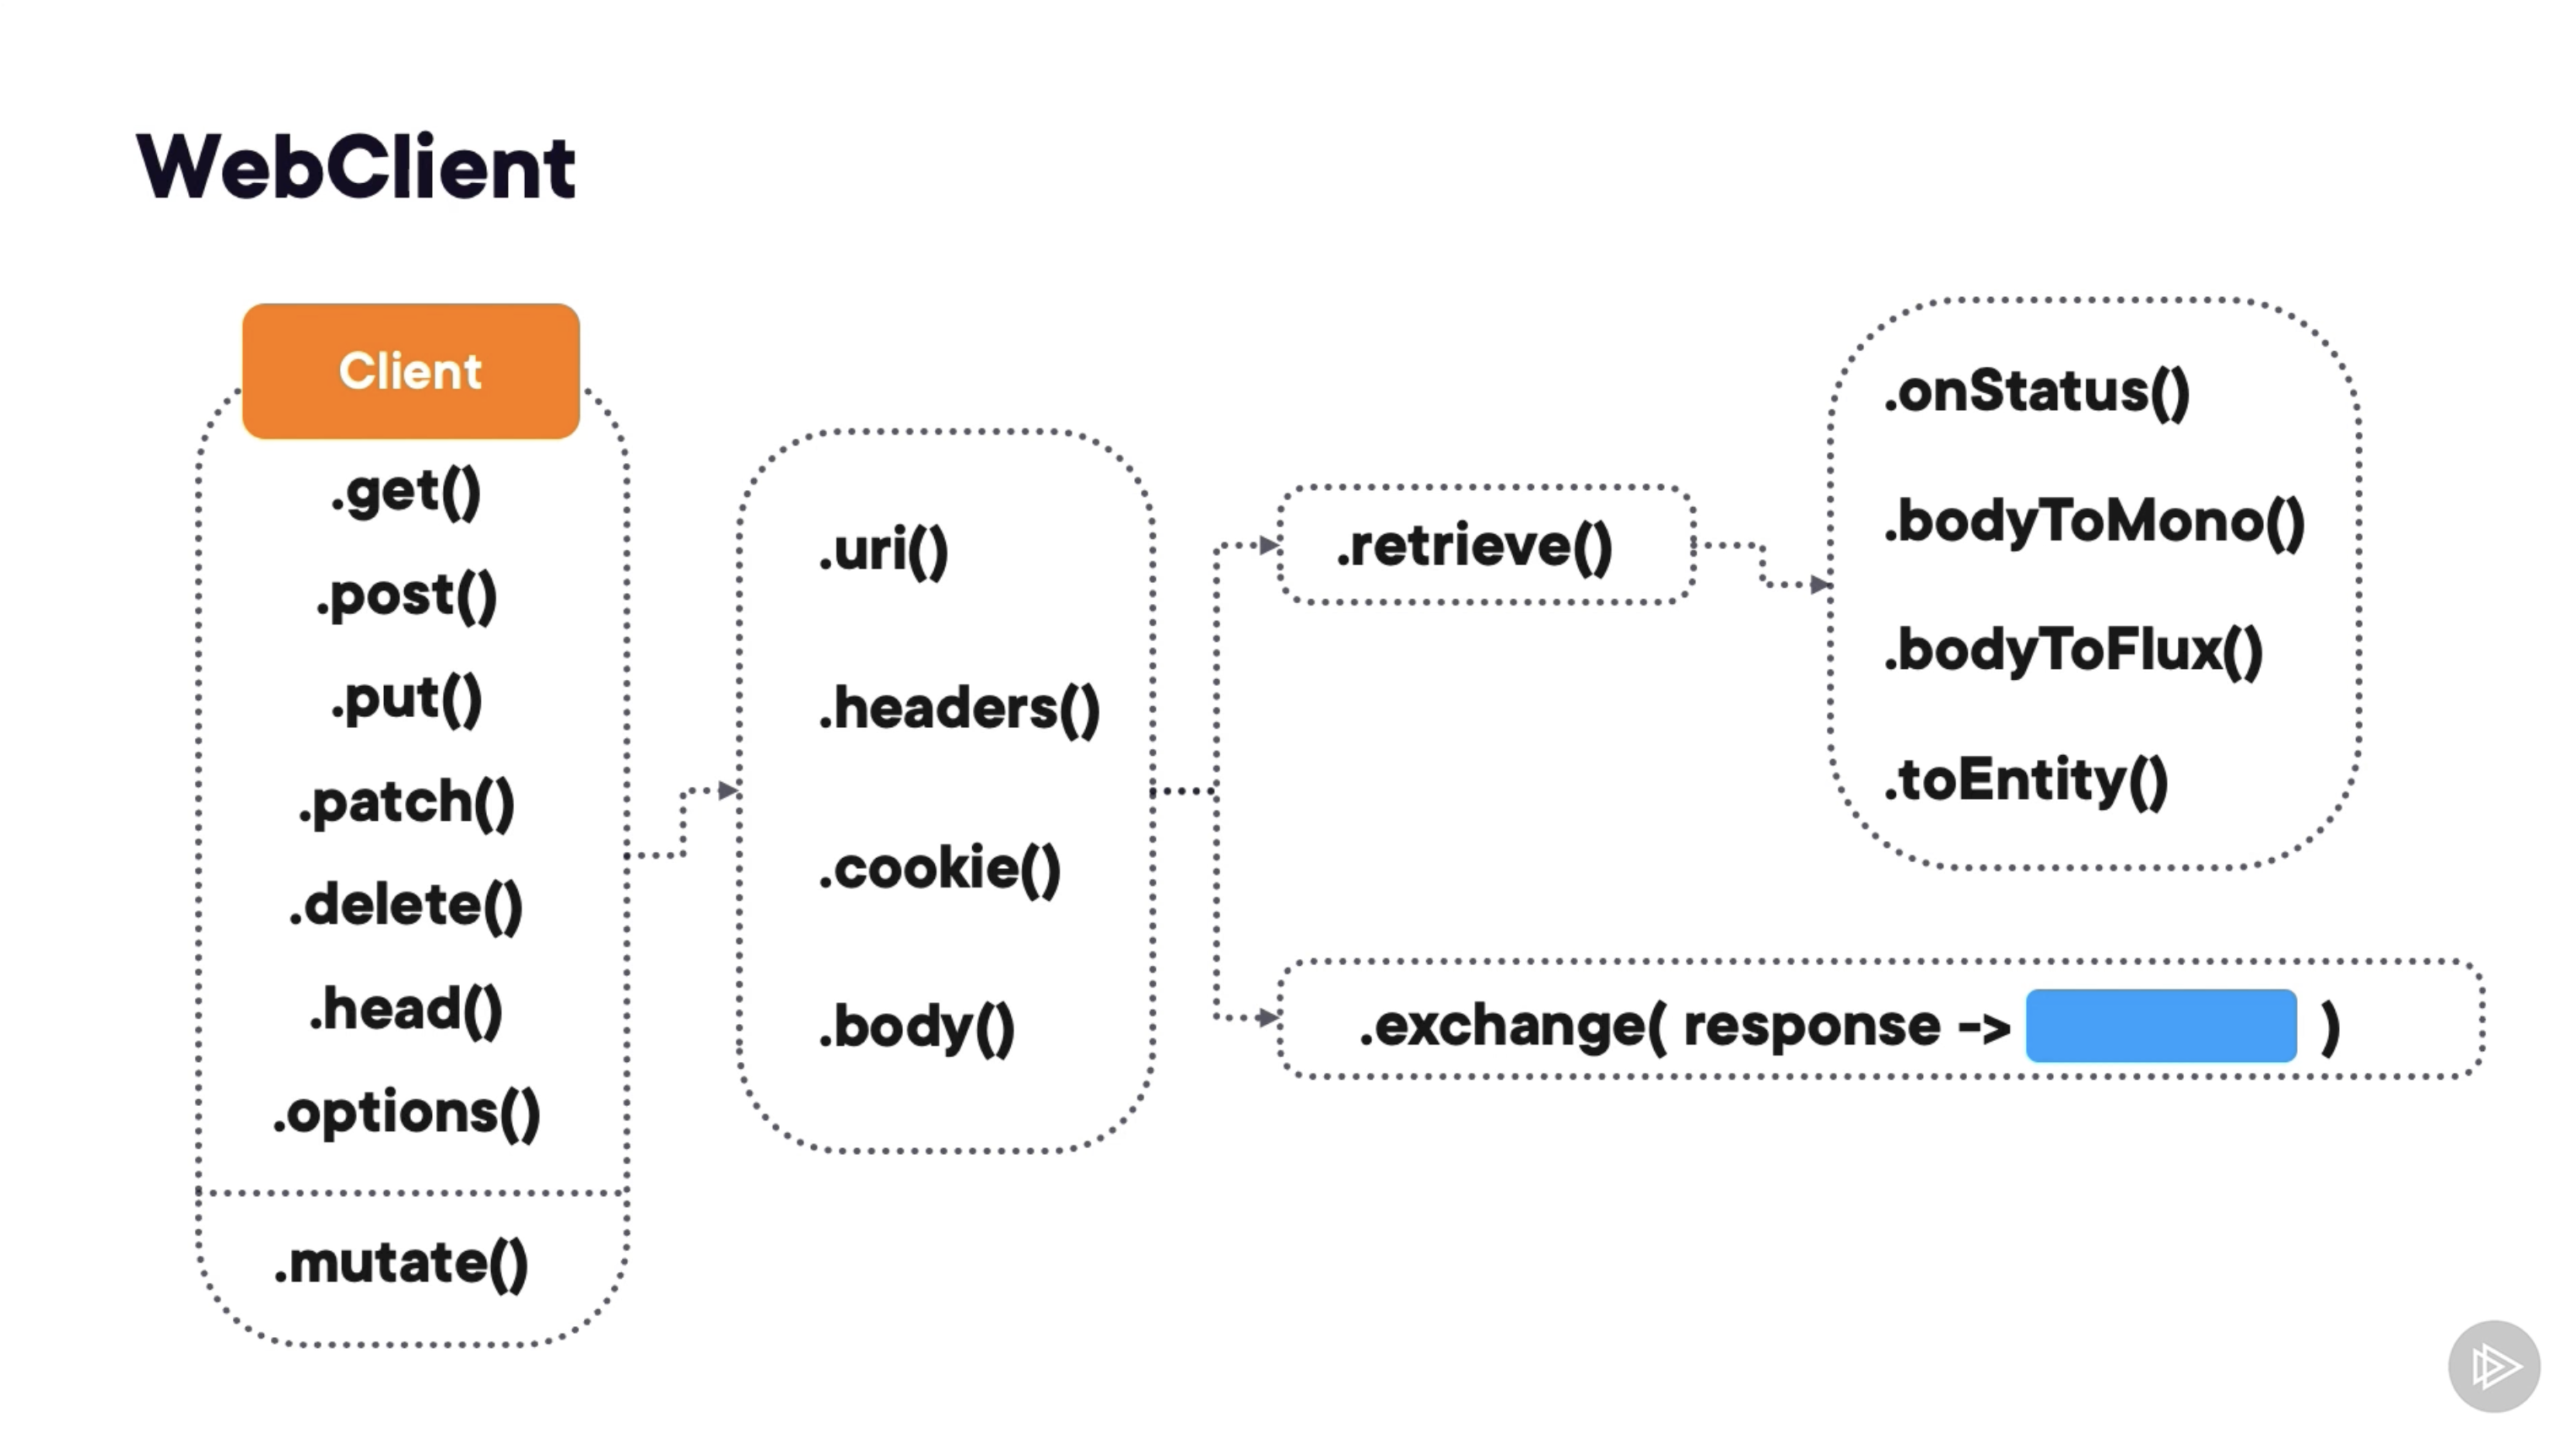 WebClient
Client
.get()
.post()
.put()
.patch()
.delete()
.head()
.options()
.mutate()
.uri()
.headers()
.cookie()
.body()
.retrieve()
.onStatus()
.bodyToMono()
.bodyToFlux()
.toEntity()
.exchange( response -> )